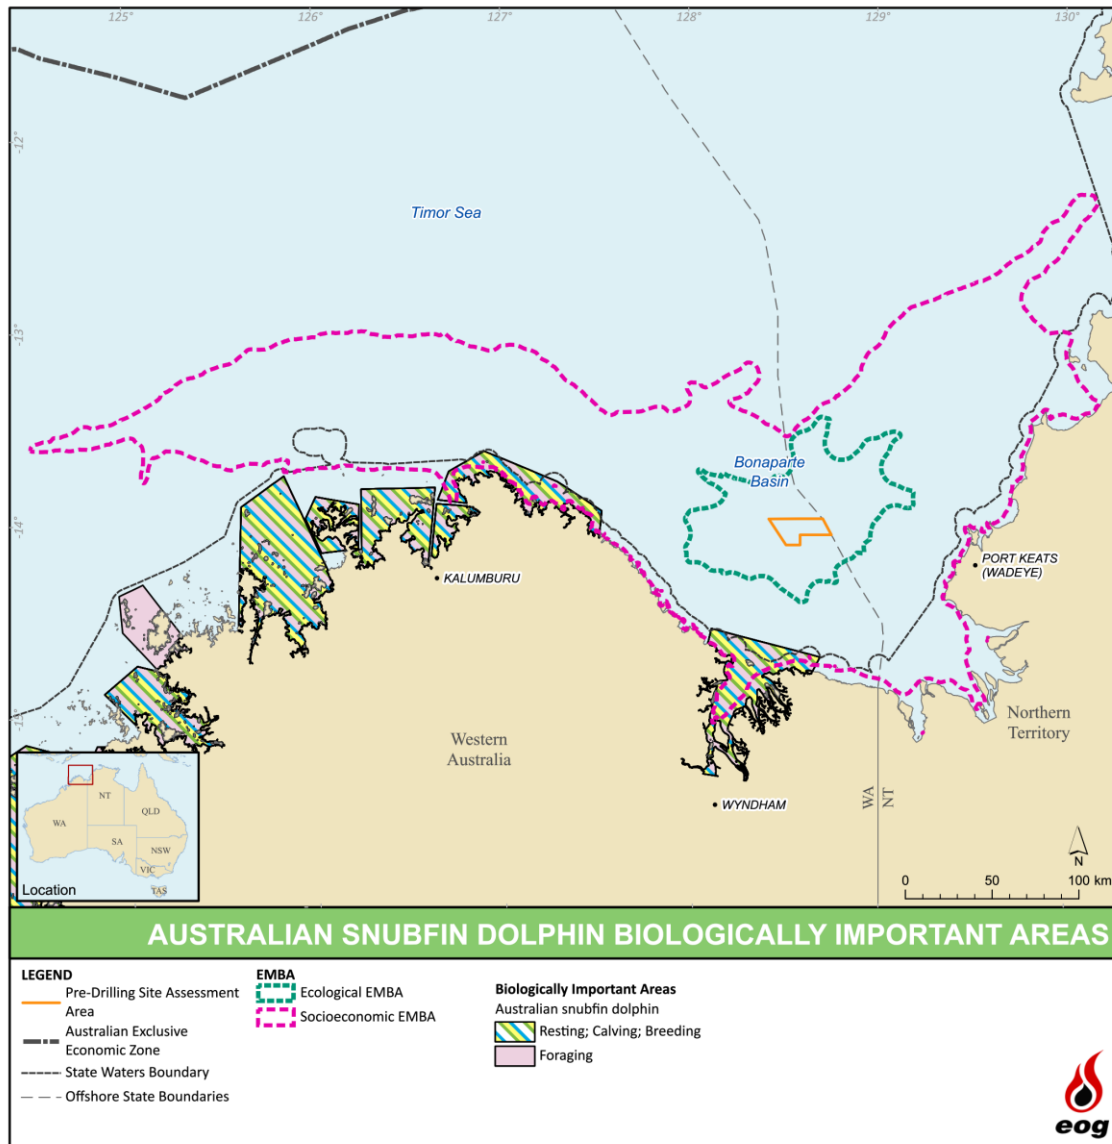 125°
126°
127°
128°
129°
130°
-12°
-13°
-14°
Timor Sea
Bonaparte
Basin
KALUMBURU
PORT KEATS
(WADEYE)
Western
Australia
Northern
Territory
WYNDHAM
WA
NT
WA
NT
QLD
SA
NSW
VIC
TAS
Location
N
0 50 100 km
AUSTRALIAN SNUBFIN DOLPHIN BIOLOGICALLY IMPORTANT AREAS
LEGEND
Pre-Drilling Site Assessment
Area
Australian Exclusive
Economic Zone
State Waters Boundary
Offshore State Boundaries
EMBA
Ecological EMBA
Socioeconomic EMBA
Biologically Important Areas
Australian snubfin dolphin
Resting; Calving; Breeding
Foraging
eog